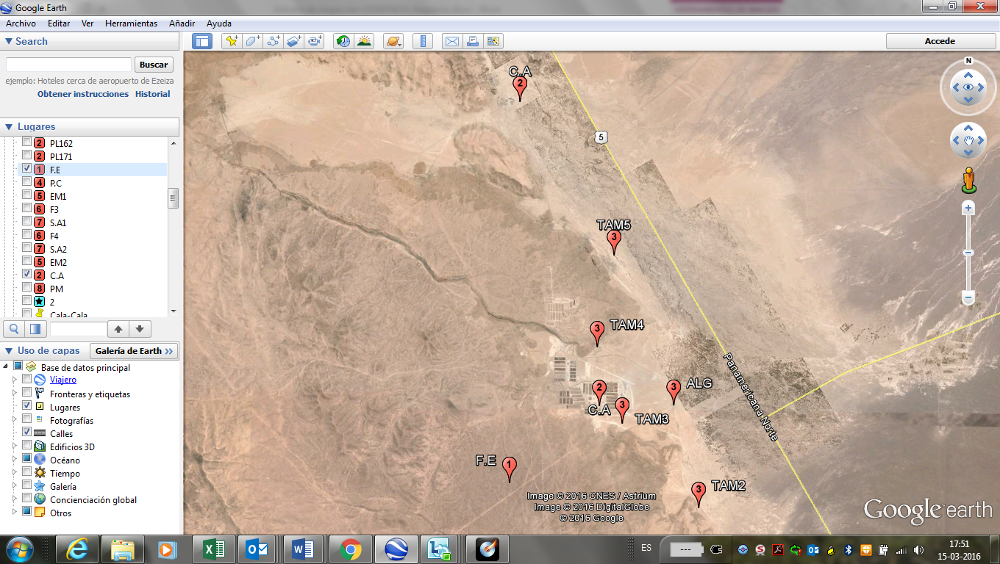 Google Earth
Archivo Editar Ver Herramientas Añadir Ayuda
Search
Buscar
ejemplo: Hoteles cerca de aeropuerto de Ezeiza
Obtener instrucciones Historial
Lugares
2 PL162
2 PL171
1 F.E
4 P.C
5 EM1
6 F3
7 S.A1
6 F4
7 S.A2
5 EM2
2 C.A
8 PM
2
Cala-Cala
Uso de capas
Galería de Earth >>
Base de datos principal
Viajero
Fronteras y etiquetas
Lugares
Fotografías
Calles
Edificios 3D
Océano
Tiempo
Galería
Concienciación global
Otros
Accede
N
C.A
2
5
TAM5
3
3 TAM4
2
C.A
3
TAM3
3 ALG
Panamericana Norte
F.E 1
3 TAM2
Image © 2016 CNES / Astrium
Image © 2016 DigitalGlobe
© 2016 Google
Google earth
ES
17:51
15-03-2016